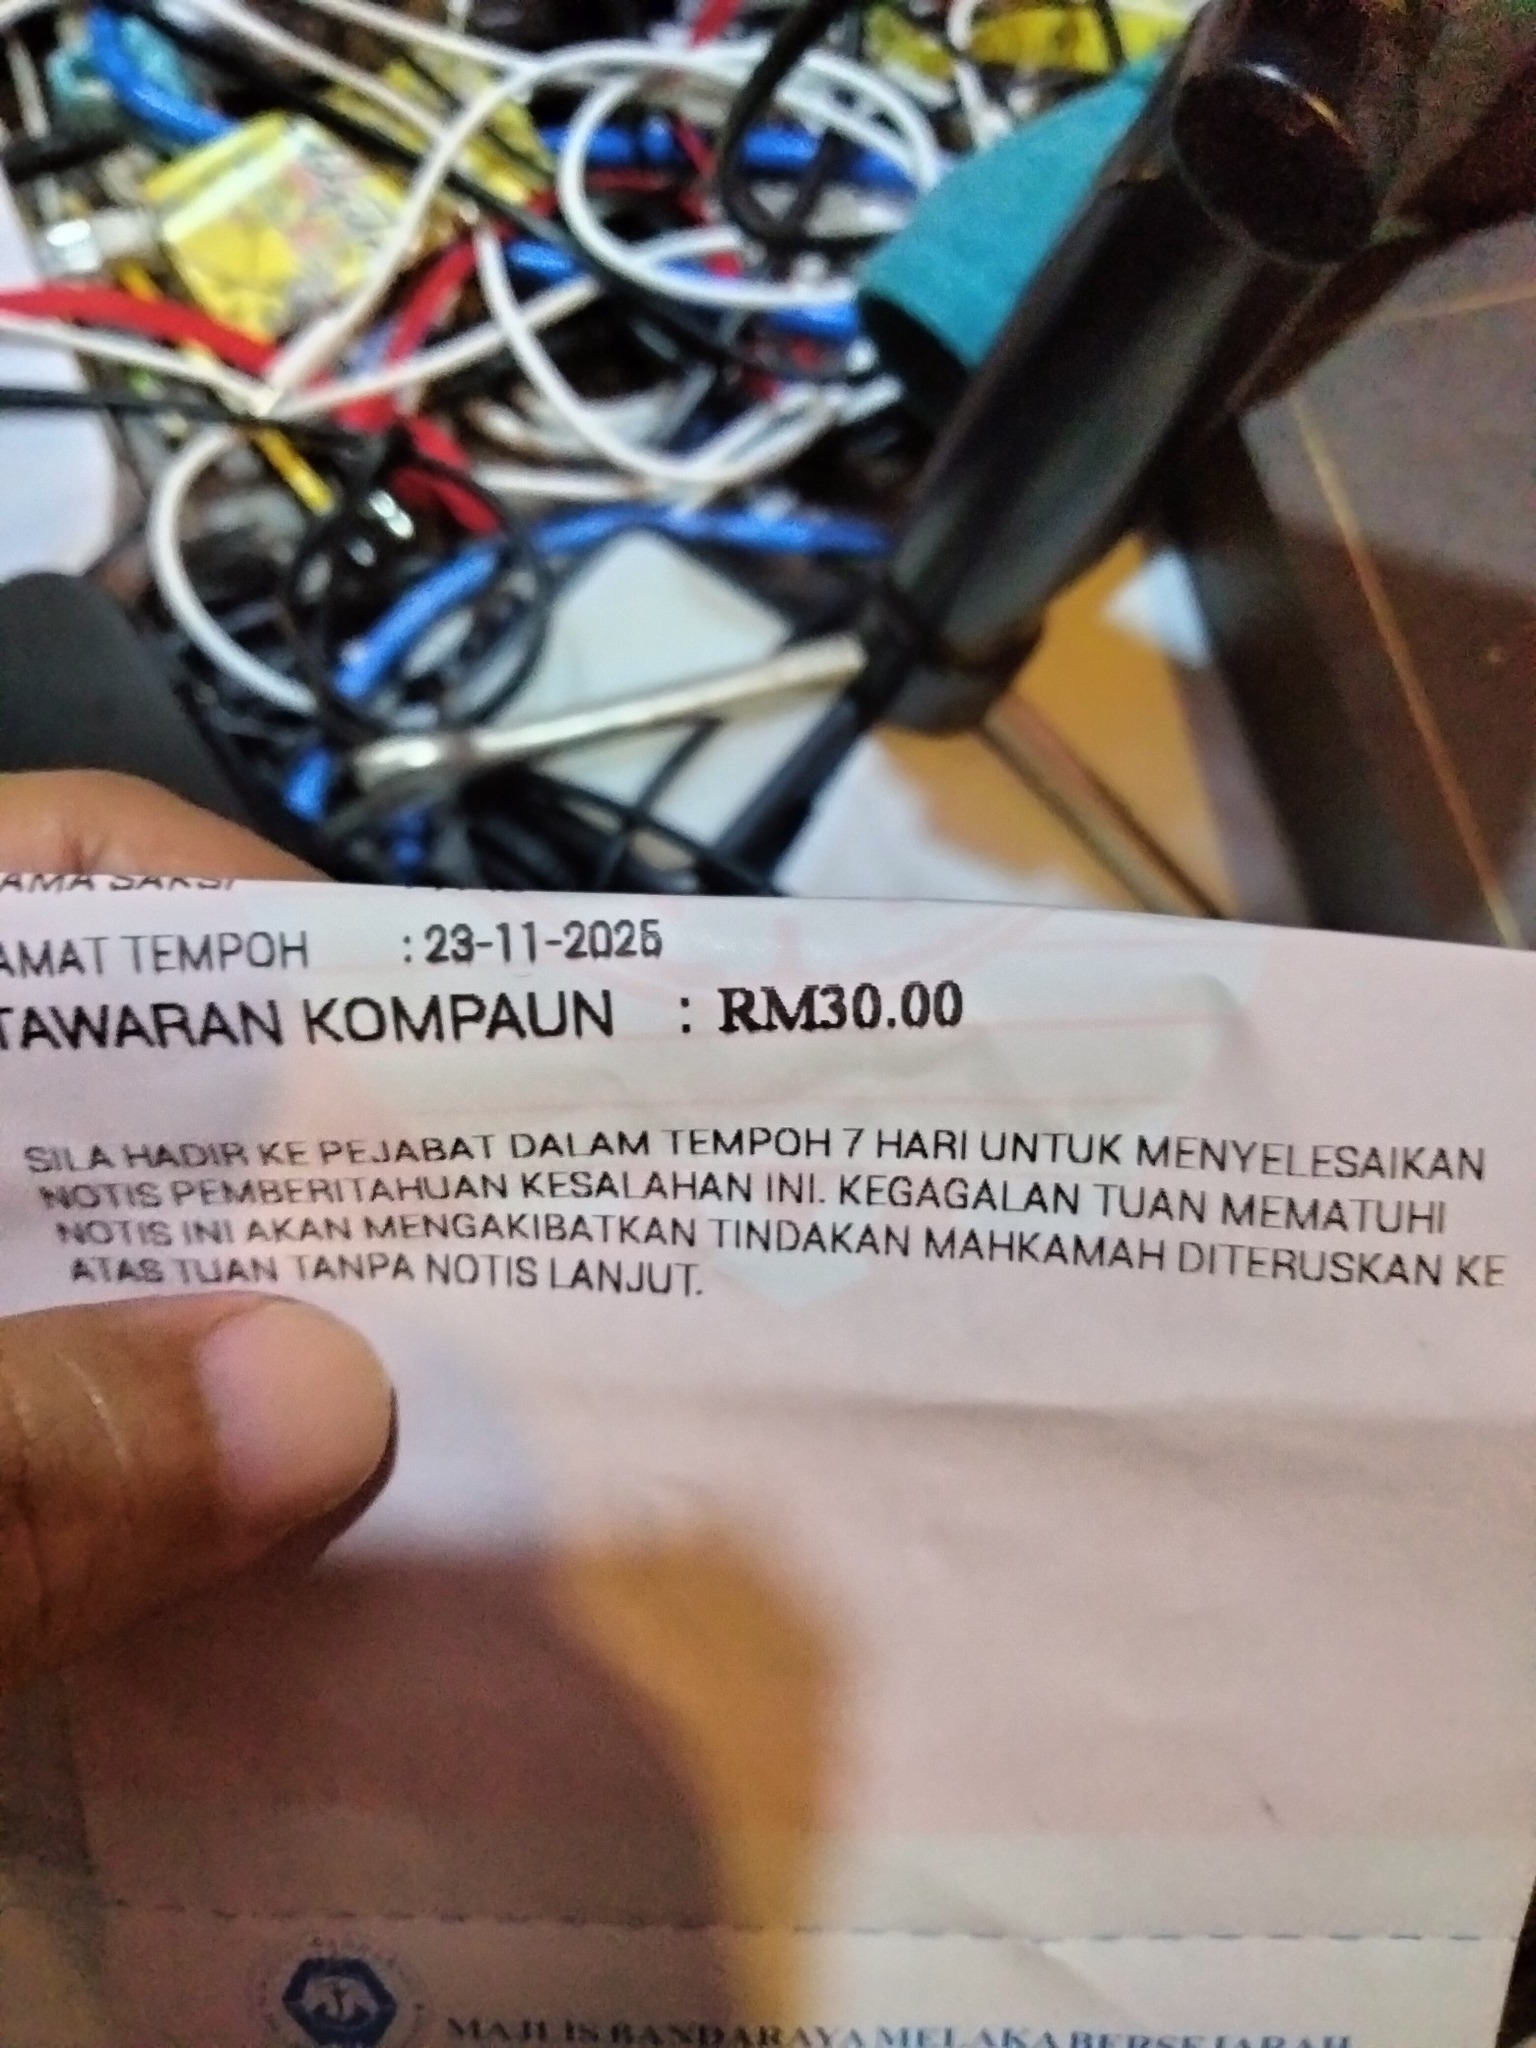 AMA SAKSI
AMAT TEMPOH : 23-11-2025
TAWARAN KOMPAUN : RM30.00
SILA HADIR KE PEJABAT DALAM TEMPOH 7 HARI UNTUK MENYELESAIKAN
NOTIS PEMBERITAHUAN KESALAHAN INI. KEGAGALAN TUAN MEMATUHI
NOTIS INI AKAN MENGAKIBATKAN TINDAKAN MAHKAMAH DITERUSKAN KE
ATAS TUAN TANPA NOTIS LANJUT.
MAJLIS BANDARAYA MELAKA BERSEJARAH